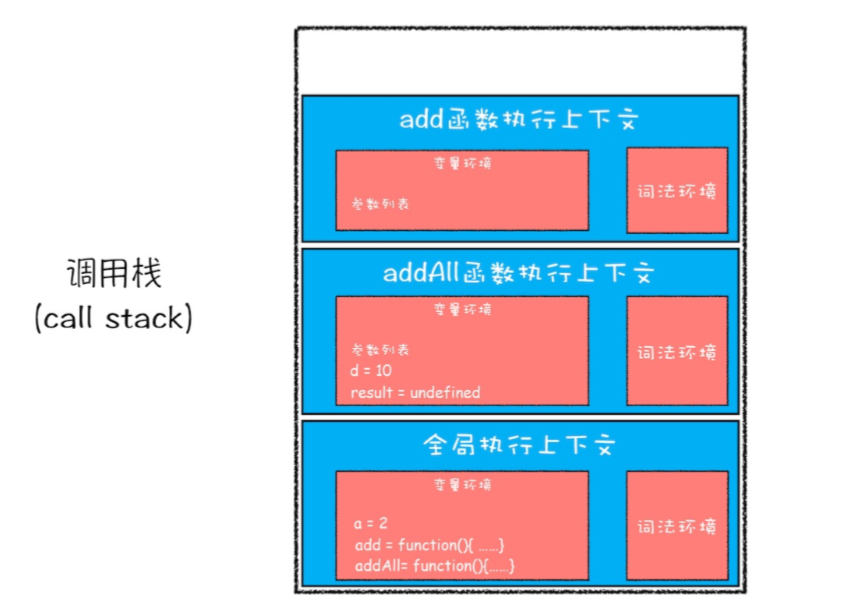 调用栈
(call stack)
add函数执行上下文
变量环境
参数列表
词法环境
addAll函数执行上下文
变量环境
参数列表
d = 10
result = undefined
词法环境
全局执行上下文
变量环境
a = 2
add = function(){ ……}
addAll= function(){……}
词法环境